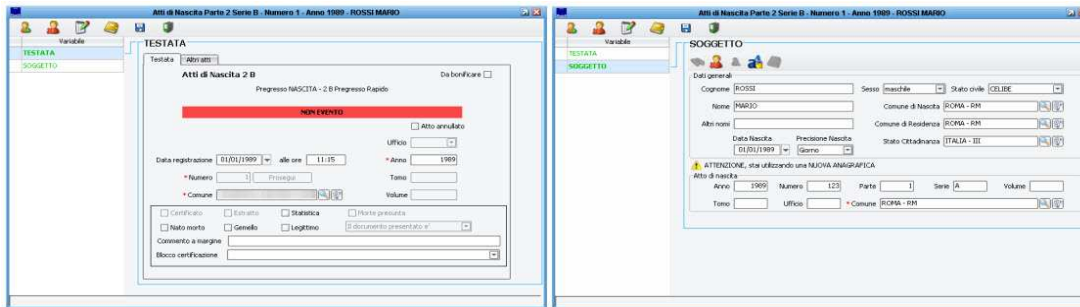 Atti di Nascita Parte 2 Serie B - Numero 1 - Anno 1989 - ROSSI MARIO
Variabile
TESTATA
SOGGETTO
TESTATA
Testata Altri atti
Atti di Nascita 2 B Da bonificare
Pregresso NASCITA - 2 B Pregresso Rapido
NON EVENTO
Atto annullato
Ufficio
Data registrazione 01/01/1989 alle ore 11:15 * Anno 1989
* Numero 1 Prosegui Tomo
* Comune Volume
Certificato Estratto Statistica Morte presunta
Nato morto Gemello Legittimo Il documento presentato e'
Commento a margine
Blocco certificazione
Atti di Nascita Parte 2 Serie B - Numero 1 - Anno 1989 - ROSSI MARIO
Variabile
TESTATA
SOGGETTO
SOGGETTO
Dati generali
Cognome ROSSI Sesso maschile Stato civile CELIBE
Nome MARIO Comune di Nascita ROMA - RM
Altri nomi Comune di Residenza ROMA - RM
Data Nascita Precisione Nascita Stato Cittadinanza ITALIA - III
01/01/1989 Giorno
ATTENZIONE, stai utilizzando una NUOVA ANAGRAFICA
Atto di nascita
Anno 1989 Numero 123 Parte 1 Serie A Volume
Tomo Ufficio * Comune ROMA - RM